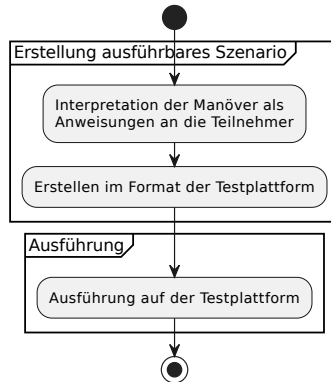 Erstellung ausführbares Szenario
Interpretation der Manöver als
Anweisungen an die Teilnehmer
Erstellen im Format der Testplattform
Ausführung
Ausführung auf der Testplattform